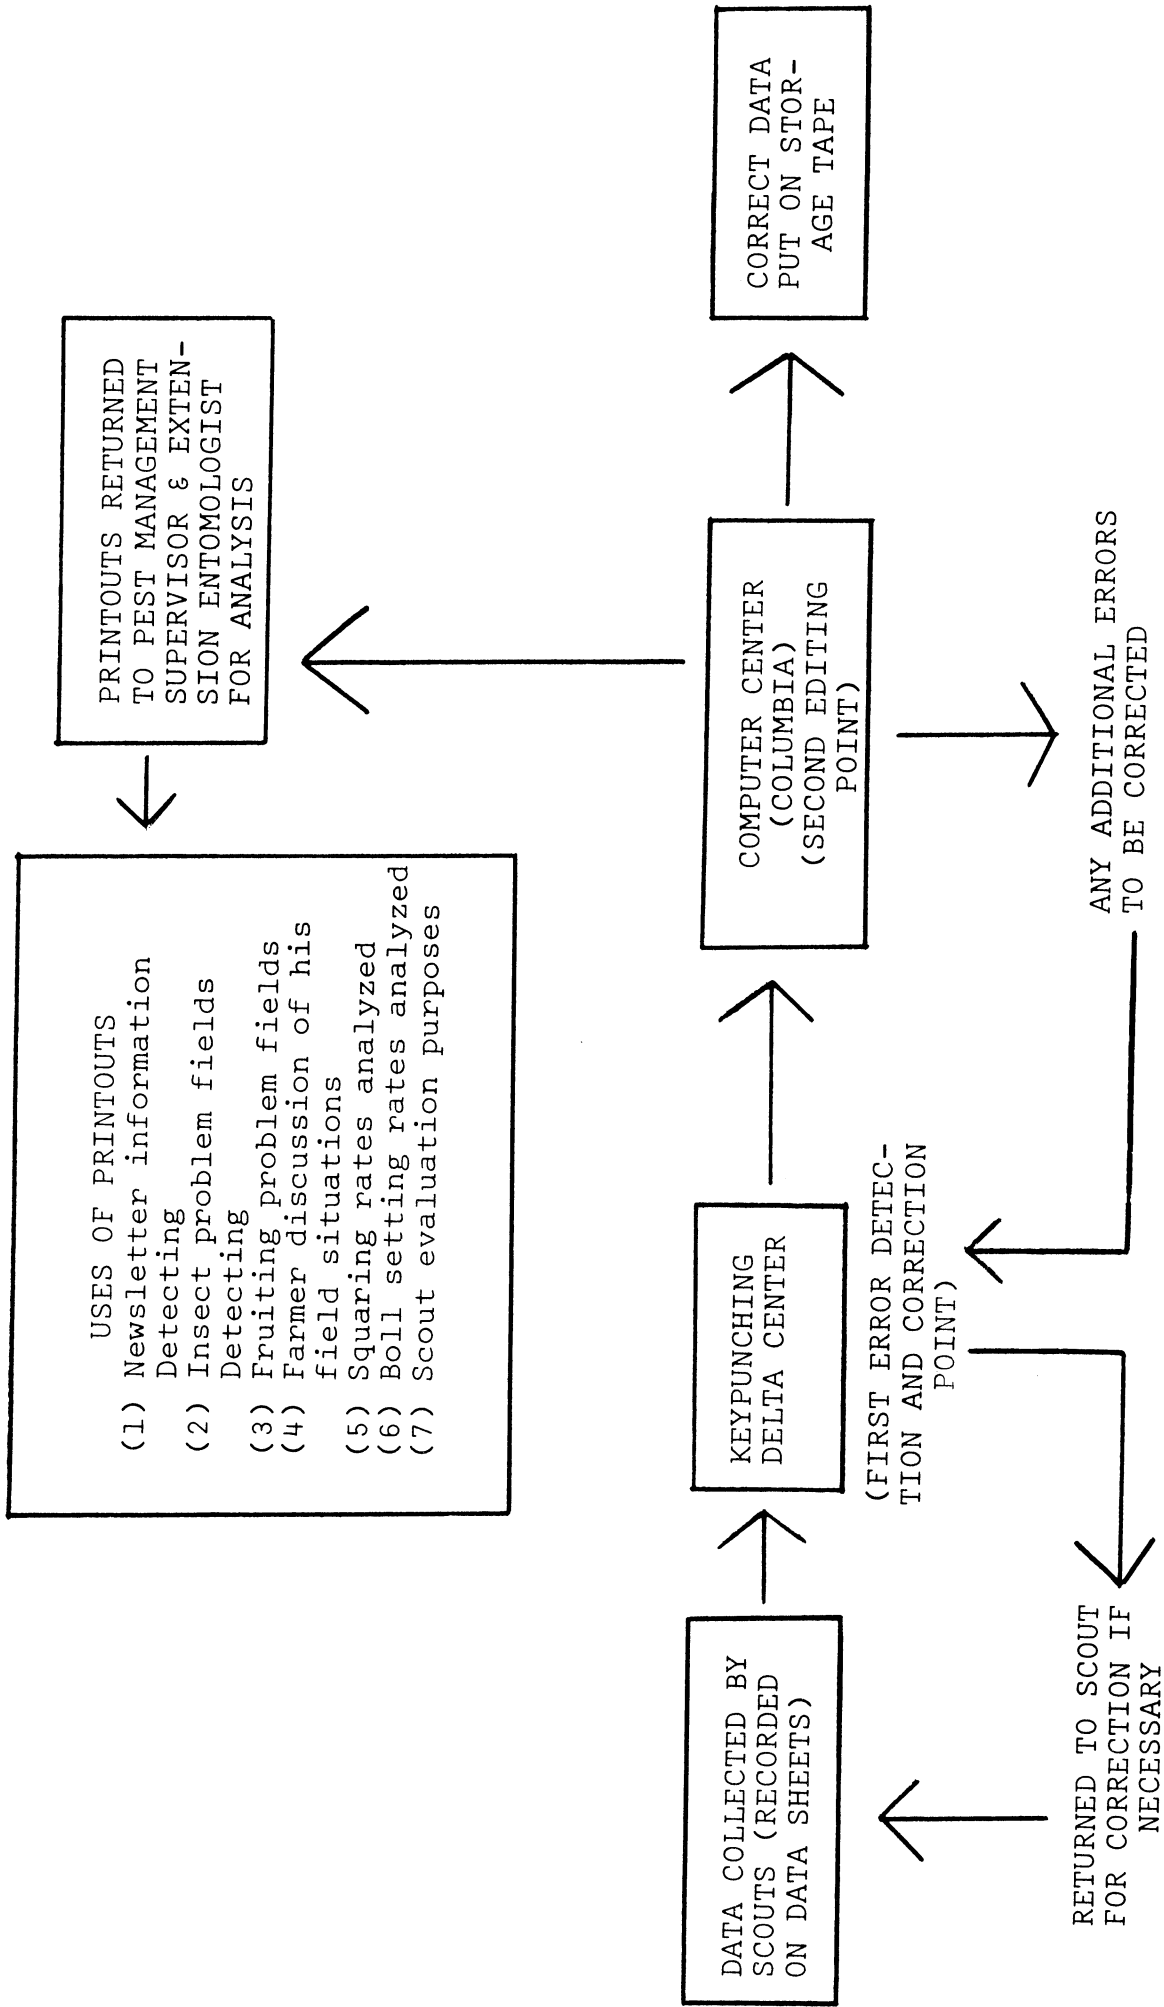 USES OF PRINTOUTS
(1) Newsletter information
Detecting
(2) Insect problem fields
Detecting
(3) Fruiting problem fields
(4) Farmer discussion of his
field situations
(5) Squaring rates analyzed
(6) Boll setting rates analyzed
(7) Scout evaluation purposes
PRINTOUTS RETURNED
TO PEST MANAGEMENT
SUPERVISOR & EXTEN-
SION ENTOMOLOGIST
FOR ANALYSIS
DATA COLLECTED BY
SCOUTS (RECORDED
ON DATA SHEETS)
KEYPUNCHING
DELTA CENTER
(FIRST ERROR DETEC-
TION AND CORRECTION
POINT)
COMPUTER CENTER
(COLUMBIA)
(SECOND EDITING
POINT)
CORRECT DATA
PUT ON STOR-
AGE TAPE
RETURNED TO SCOUT
FOR CORRECTION IF
NECESSARY
ANY ADDITIONAL ERRORS
TO BE CORRECTED